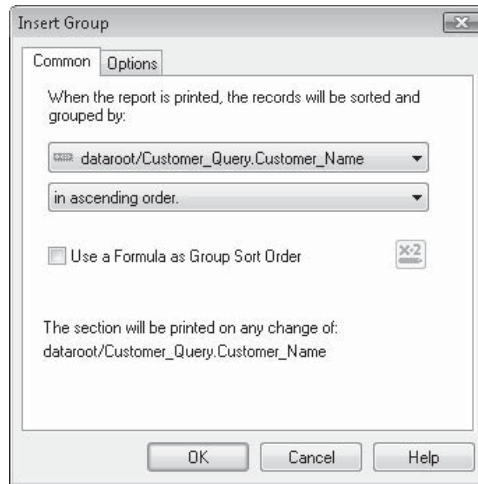 Insert Group
Common
Options
When the report is printed, the records will be sorted and
grouped by:
dataroot/Customer_Query.Customer_Name
in ascending order.
Use a Formula as Group Sort Order
x·2
The section will be printed on any change of:
dataroot/Customer_Query.Customer_Name
OK
Cancel
Help